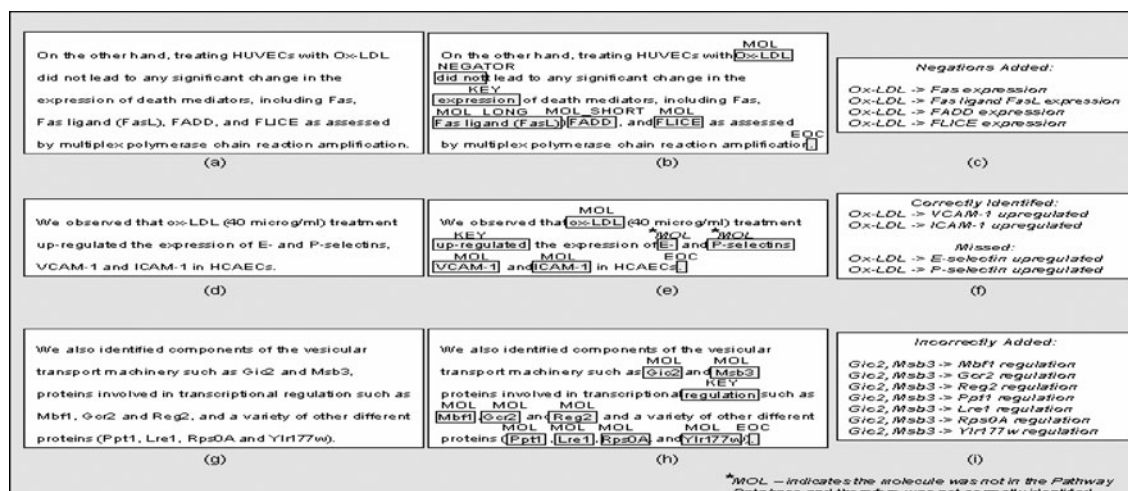 On the other hand, treating HUVECs with Ox-LDL
did not lead to any significant change in the
expression of death mediators, including Fas,
Fas ligand (FasL), FADD, and FLICE as assessed
by multiplex polymerase chain reaction amplification.
(a)
MOL
On the other hand, treating HUVECs with Ox-LDL
NEGATOR
did not lead to any significant change in the
KEY
expression of death mediators, including Fas,
MOL_LONG MOL_SHORT MOL
Fas ligand (FasL) FADD, and FLICE as assessed
EOC
by multiplex polymerase chain reaction amplification.
(b)
Negations Added:
Ox-LDL -> Fas expression
Ox-LDL -> Fas ligand FasL expression
Ox-LDL -> FADD expression
Ox-LDL -> FLICE expression
(c)
We observed that ox-LDL (40 microg/ml) treatment
up-regulated the expression of E- and P-selectins,
VCAM-1 and ICAM-1 in HCAECs.
(d)
MOL
We observed that ox-LDL (40 microg/ml) treatment
KEY *MOL *MOL
up-regulated the expression of E- and P-selectins
MOL MOL EOC
VCAM-1 and ICAM-1 in HCAECs.
(e)
Correctly Identifed:
Ox-LDL -> VCAM-1 upregulated
Ox-LDL -> ICAM-1 upregulated
Missed:
Ox-LDL -> E-selectin upregulated
Ox-LDL -> P-selectin upregulated
(f)
We also identified components of the vesicular
transport machinery such as Gic2 and Msb3,
proteins involved in transcriptional regulation such as
Mbf1, Gcr2 and Reg2, and a variety of other different
proteins (Ppt1, Lre1, Rps0A and Ylr177w).
(g)
We also identified components of the vesicular
MOL MOL
transport machinery such as Gic2 and Msb3
KEY
proteins involved in transcriptional regulation such as
MOL MOL MOL
Mbf1, Gcr2 and Reg2 and a variety of other different
MOL MOL MOL MOL EOC
proteins (Ppt1, Lre1, Rps0A, and Ylr177w).
(h)
Incorrectly Added:
Gic2, Msb3-> Mbf1 regulation
Gic2, Msb3-> Gcr2 regulation
Gic2, Msb3-> Reg2 regulation
Gic2, Msb3-> Ppt1 regulation
Gic2, Msb3-> Lre1 regulation
Gic2, Msb3-> Rps0A regulation
Gic2, Msb3-> Ylr177w regulation
(i)
*MOL – indicates the molecule was not in the Pathway